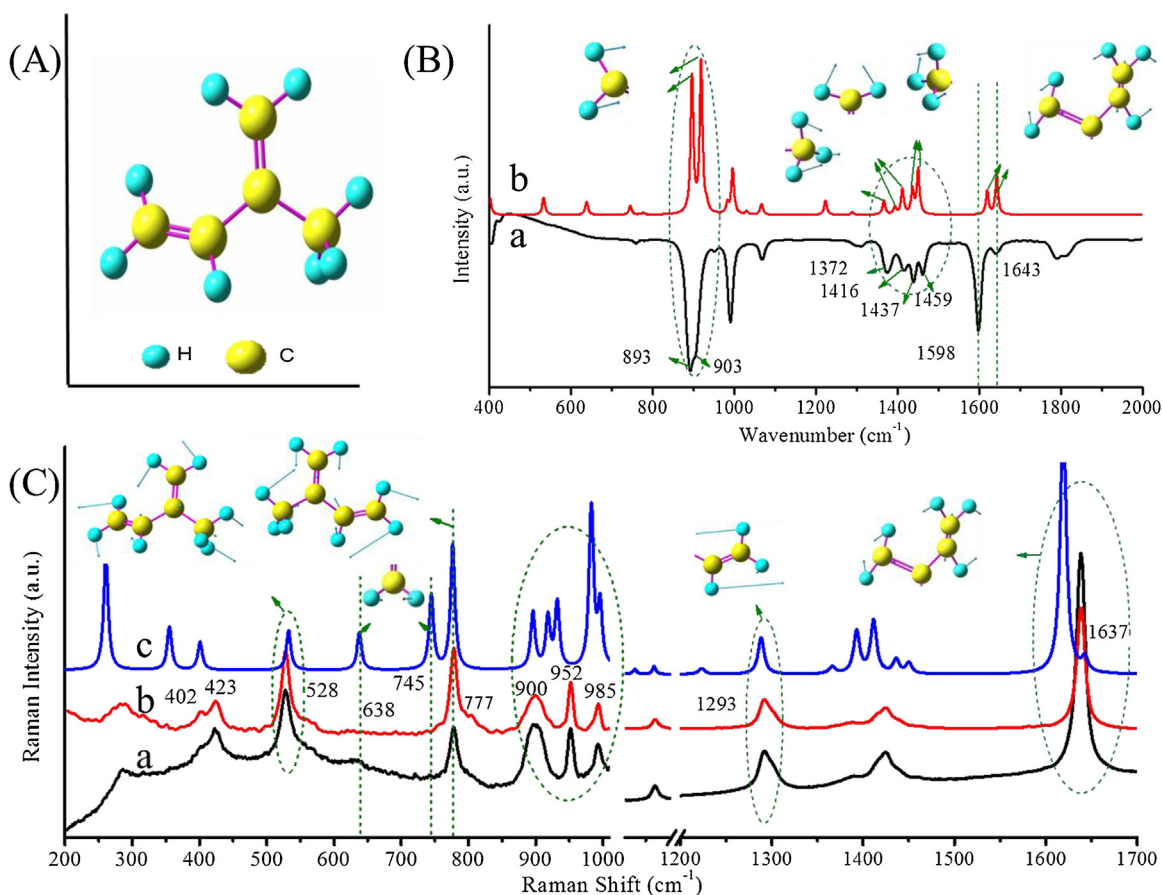 (A)
H
C
(B)
Intensity (a.u.)
b
a
1372
1416
1437
1459
1643
1598
893
903
400 600 800 1000 1200 1400 1600 1800 2000
Wavenumber (cm-1)
(C)
Raman Intensity (a.u.)
c
b
a
402
423
528
638
745
777
900
952
985
1293
1637
200 300 400 500 600 700 800 900 1000 1200 1300 1400 1500 1600 1700
Raman Shift (cm-1)